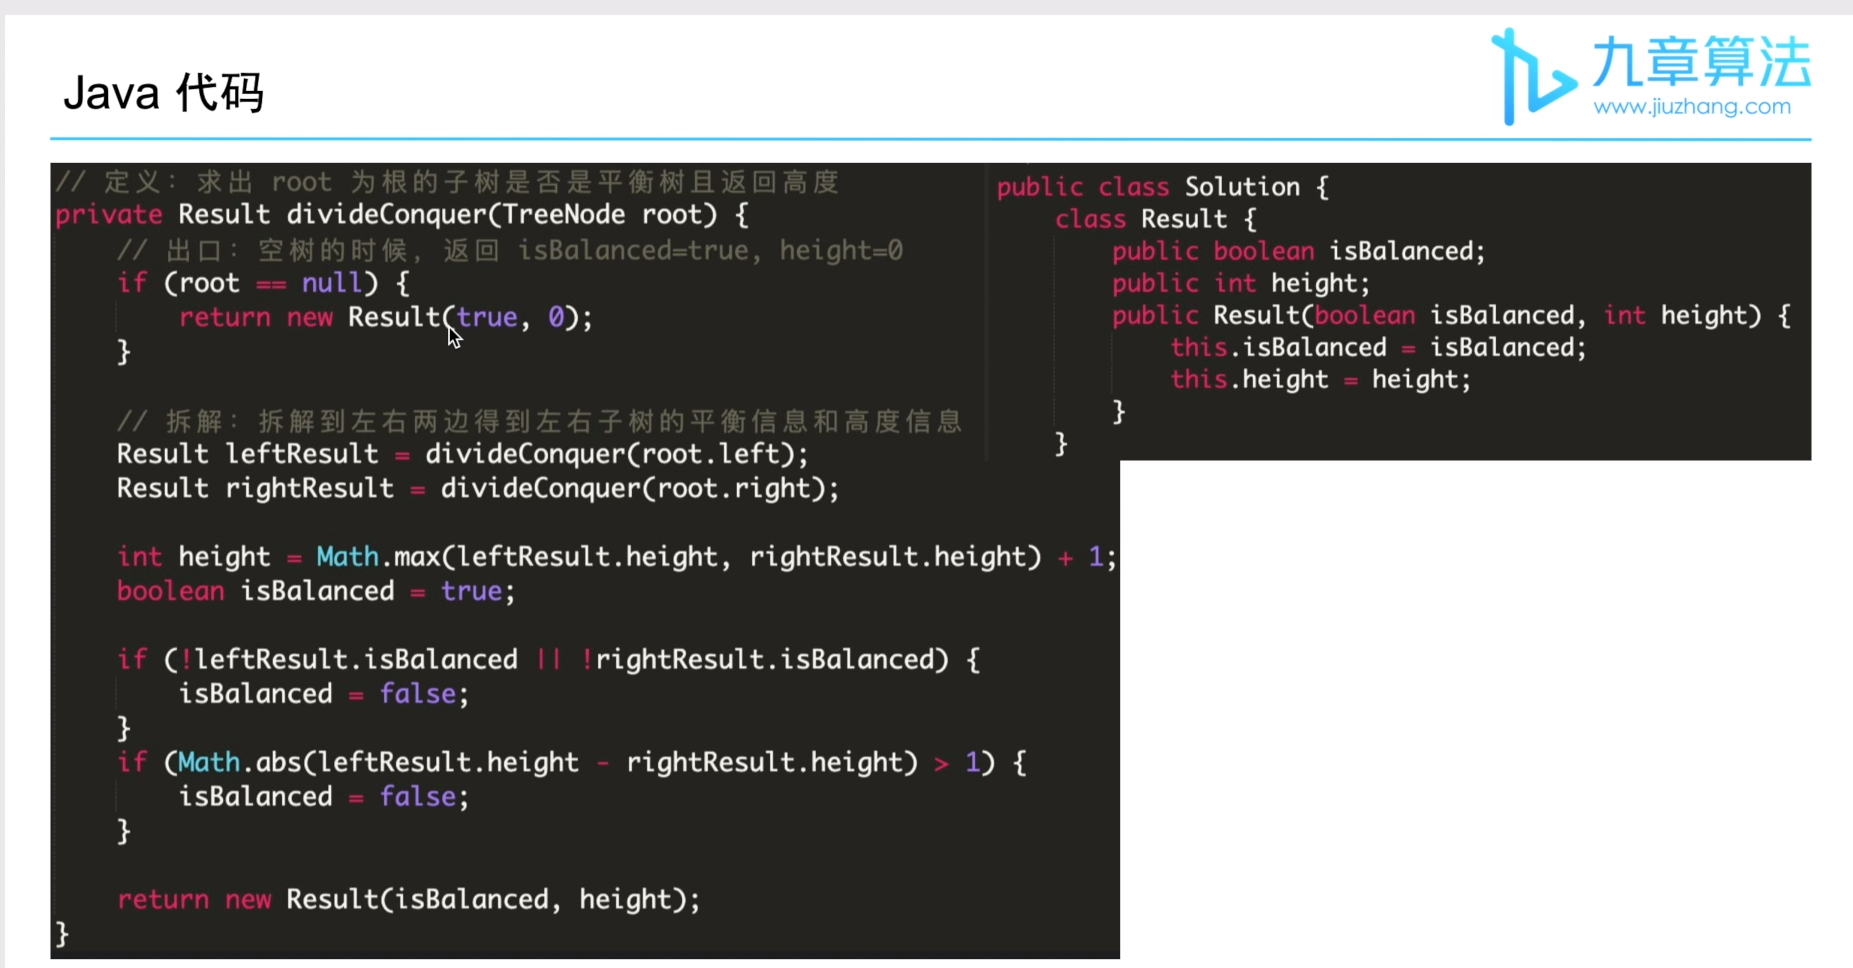 Java 代码
九章算法
www.jiuzhang.com
// 定义: 求出 root 为根的子树是否是平衡树且返回高度
private Result divideConquer(TreeNode root) {
// 出口: 空树的时候, 返回 isBalanced=true, height=0
if (root == null) {
return new Result(true, 0);
}
// 拆解: 拆解到左右两边得到左右子树的平衡信息和高度信息
Result leftResult = divideConquer(root.left);
Result rightResult = divideConquer(root.right);
int height = Math.max(leftResult.height, rightResult.height) + 1;
boolean isBalanced = true;
if (!leftResult.isBalanced || !rightResult.isBalanced) {
isBalanced = false;
}
if (Math.abs(leftResult.height - rightResult.height) > 1) {
isBalanced = false;
}
return new Result(isBalanced, height);
}
public class Solution {
class Result {
public boolean isBalanced;
public int height;
public Result(boolean isBalanced, int height) {
this.isBalanced = isBalanced;
this.height = height;
}
}